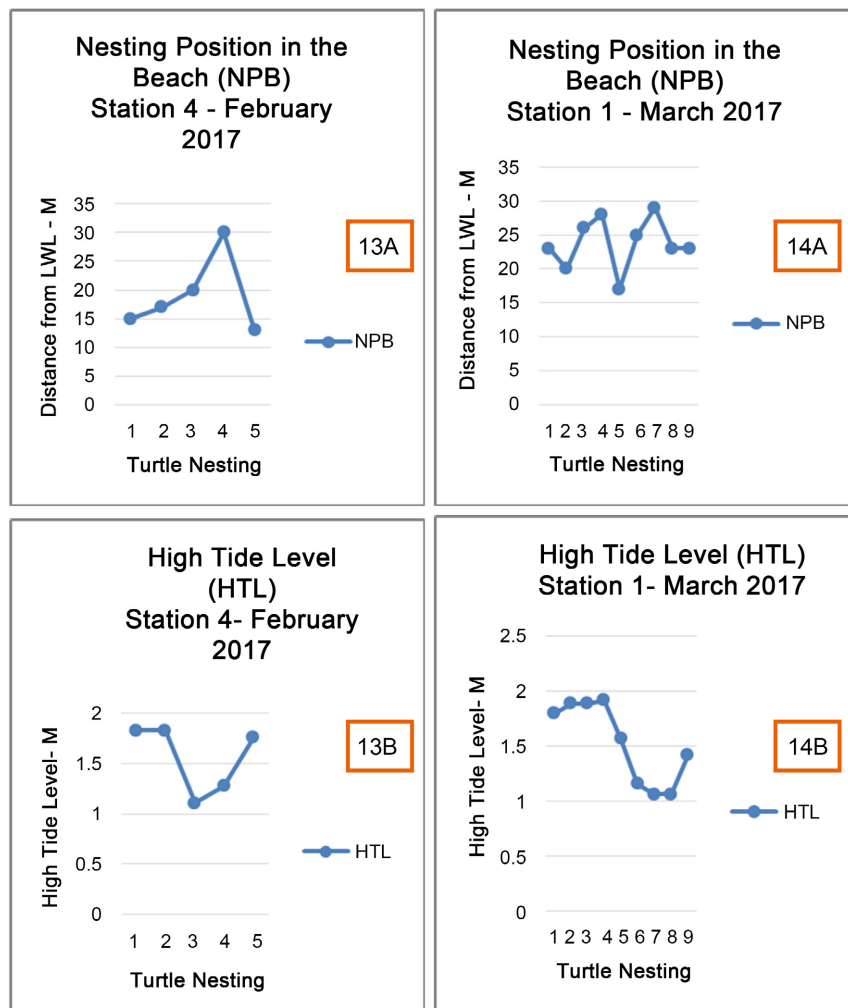 Nesting Position in the
Beach (NPB)
Station 4 - February
2017
Distance from LWL - M
35
30
25
20
15
10
5
0
1 2 3 4 5
Turtle Nesting
13A
NPB
Nesting Position in the
Beach (NPB)
Station 1 - March 2017
Distance from LWL - M
35
30
25
20
15
10
5
0
1 2 3 4 5 6 7 8 9
Turtle Nesting
14A
NPB
High Tide Level
(HTL)
Station 4- February
2017
High Tide Level- M
2
1.5
1
0.5
0
1 2 3 4 5
Turtle Nesting
13B
HTL
High Tide Level (HTL)
Station 1- March 2017
High Tide Level- M
2.5
2
1.5
1
0.5
0
1 2 3 4 5 6 7 8 9
Turtle Nesting
14B
HTL